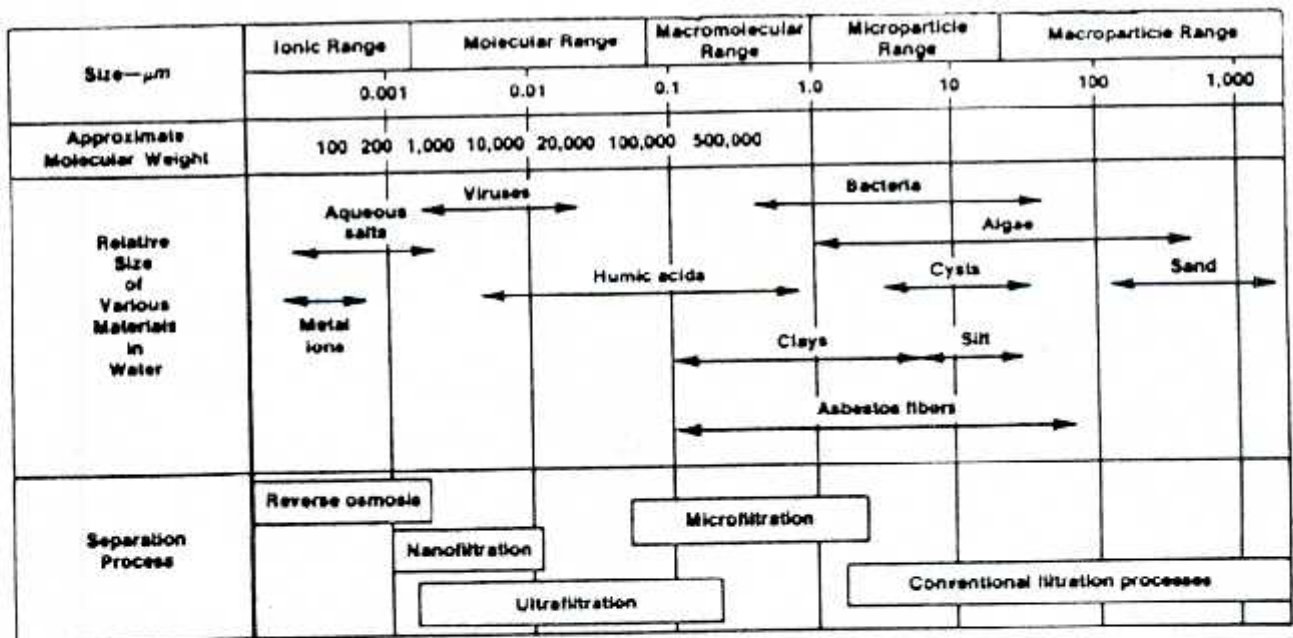 Size—μm
Ionic Range
Molecular Range
Macromolecular
Range
Microparticle
Range
Macroparticle Range
0.001
0.01
0.1
1.0
10
100
1,000
Approximate
Molecular Weight
100 200 1,000 10,000 20,000 100,000 500,000
Relative
Size
of
Various
Materials
in
Water
Viruses
Bacteria
Aqueous
salts
Algae
Humic acids
Cysts
Sand
Metal
ions
Clays
Silt
Asbestos fibers
Separation
Process
Reverse osmosis
Microfiltration
Nanofiltration
Conventional filtration processes
Ultrafiltration